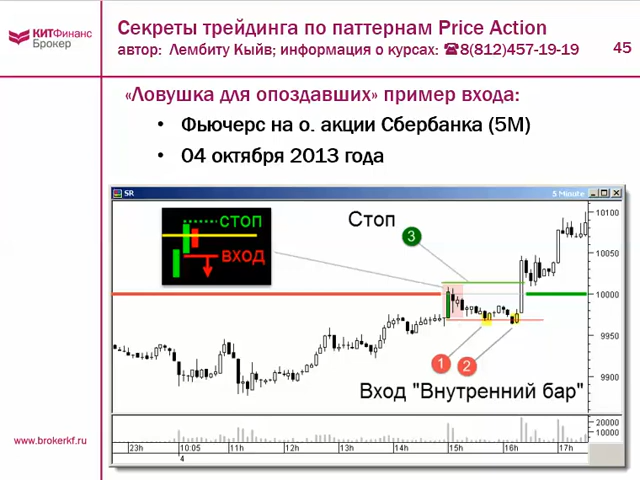 КИТФинанс
Брокер
Секреты трейдинга по паттернам Price Action
автор: Лембиту Кыйв; информация о курсах: ☎8(812)457-19-19
45
«Ловушка для опоздавших» пример входа:
• Фьючерс на о. акции Сбербанка (5М)
• 04 октября 2013 года
SR
5 Minute
стоп
вход
Стоп
3
10100
10050
10000
9950
9900
1
2
Вход "Внутренний бар"
20000
10000
23h
10:05
11h
12h
13h
14h
15h
16h
17h
4
www.brokerkf.ru